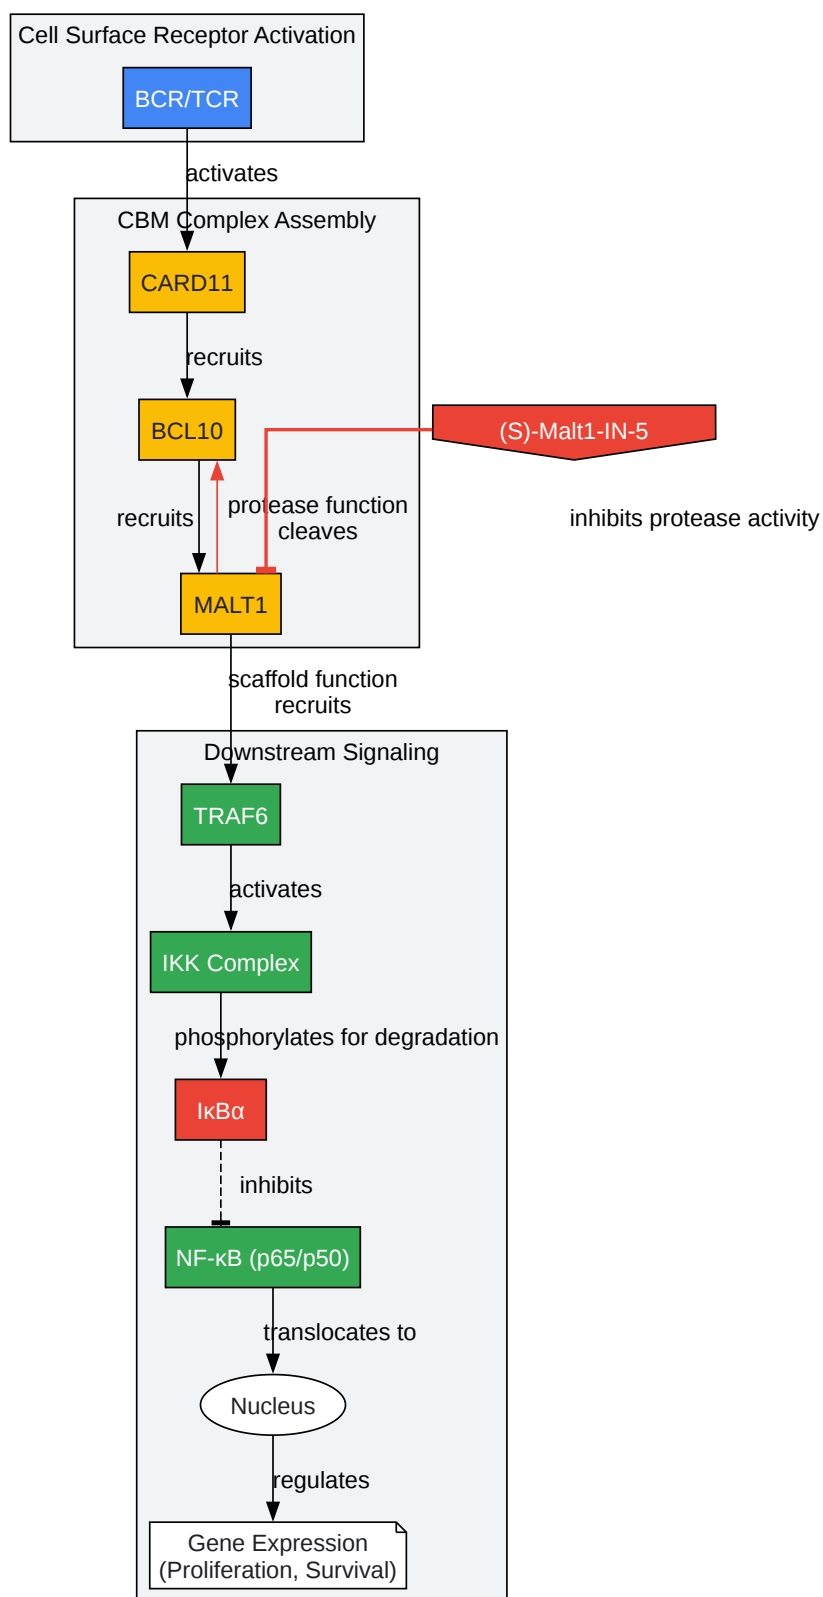 Cell Surface Receptor Activation
BCR/TCR
activates
CBM Complex Assembly
CARD11
recruits
BCL10
(S)-Malt1-IN-5
recruits
protease function
cleaves
inhibits protease activity
MALT1
scaffold function
recruits
Downstream Signaling
TRAF6
activates
IKK Complex
phosphorylates for degradation
IκBα
inhibits
NF-κB (p65/p50)
translocates to
Nucleus
regulates
Gene Expression
(Proliferation, Survival)